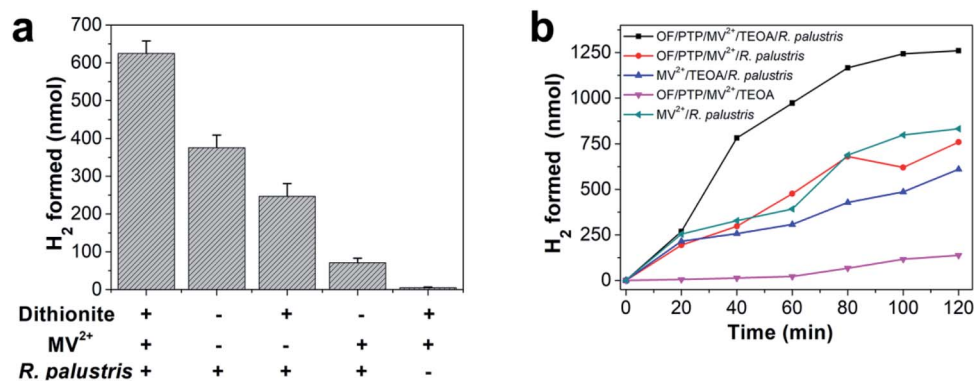 a
700
600
500
400
300
200
100
0
H₂ formed (nmol)
Dithionite + - + - +
MV²⁺ + - - + +
R. palustris + + + + -
b
OF/PTP/MV²⁺/TEOA/R. palustris
OF/PTP/MV²⁺/R. palustris
MV²⁺/TEOA/R. palustris
OF/PTP/MV²⁺/TEOA
MV²⁺/R. palustris
1250
1000
750
500
250
0
H₂ formed (nmol)
0 20 40 60 80 100 120
Time (min)